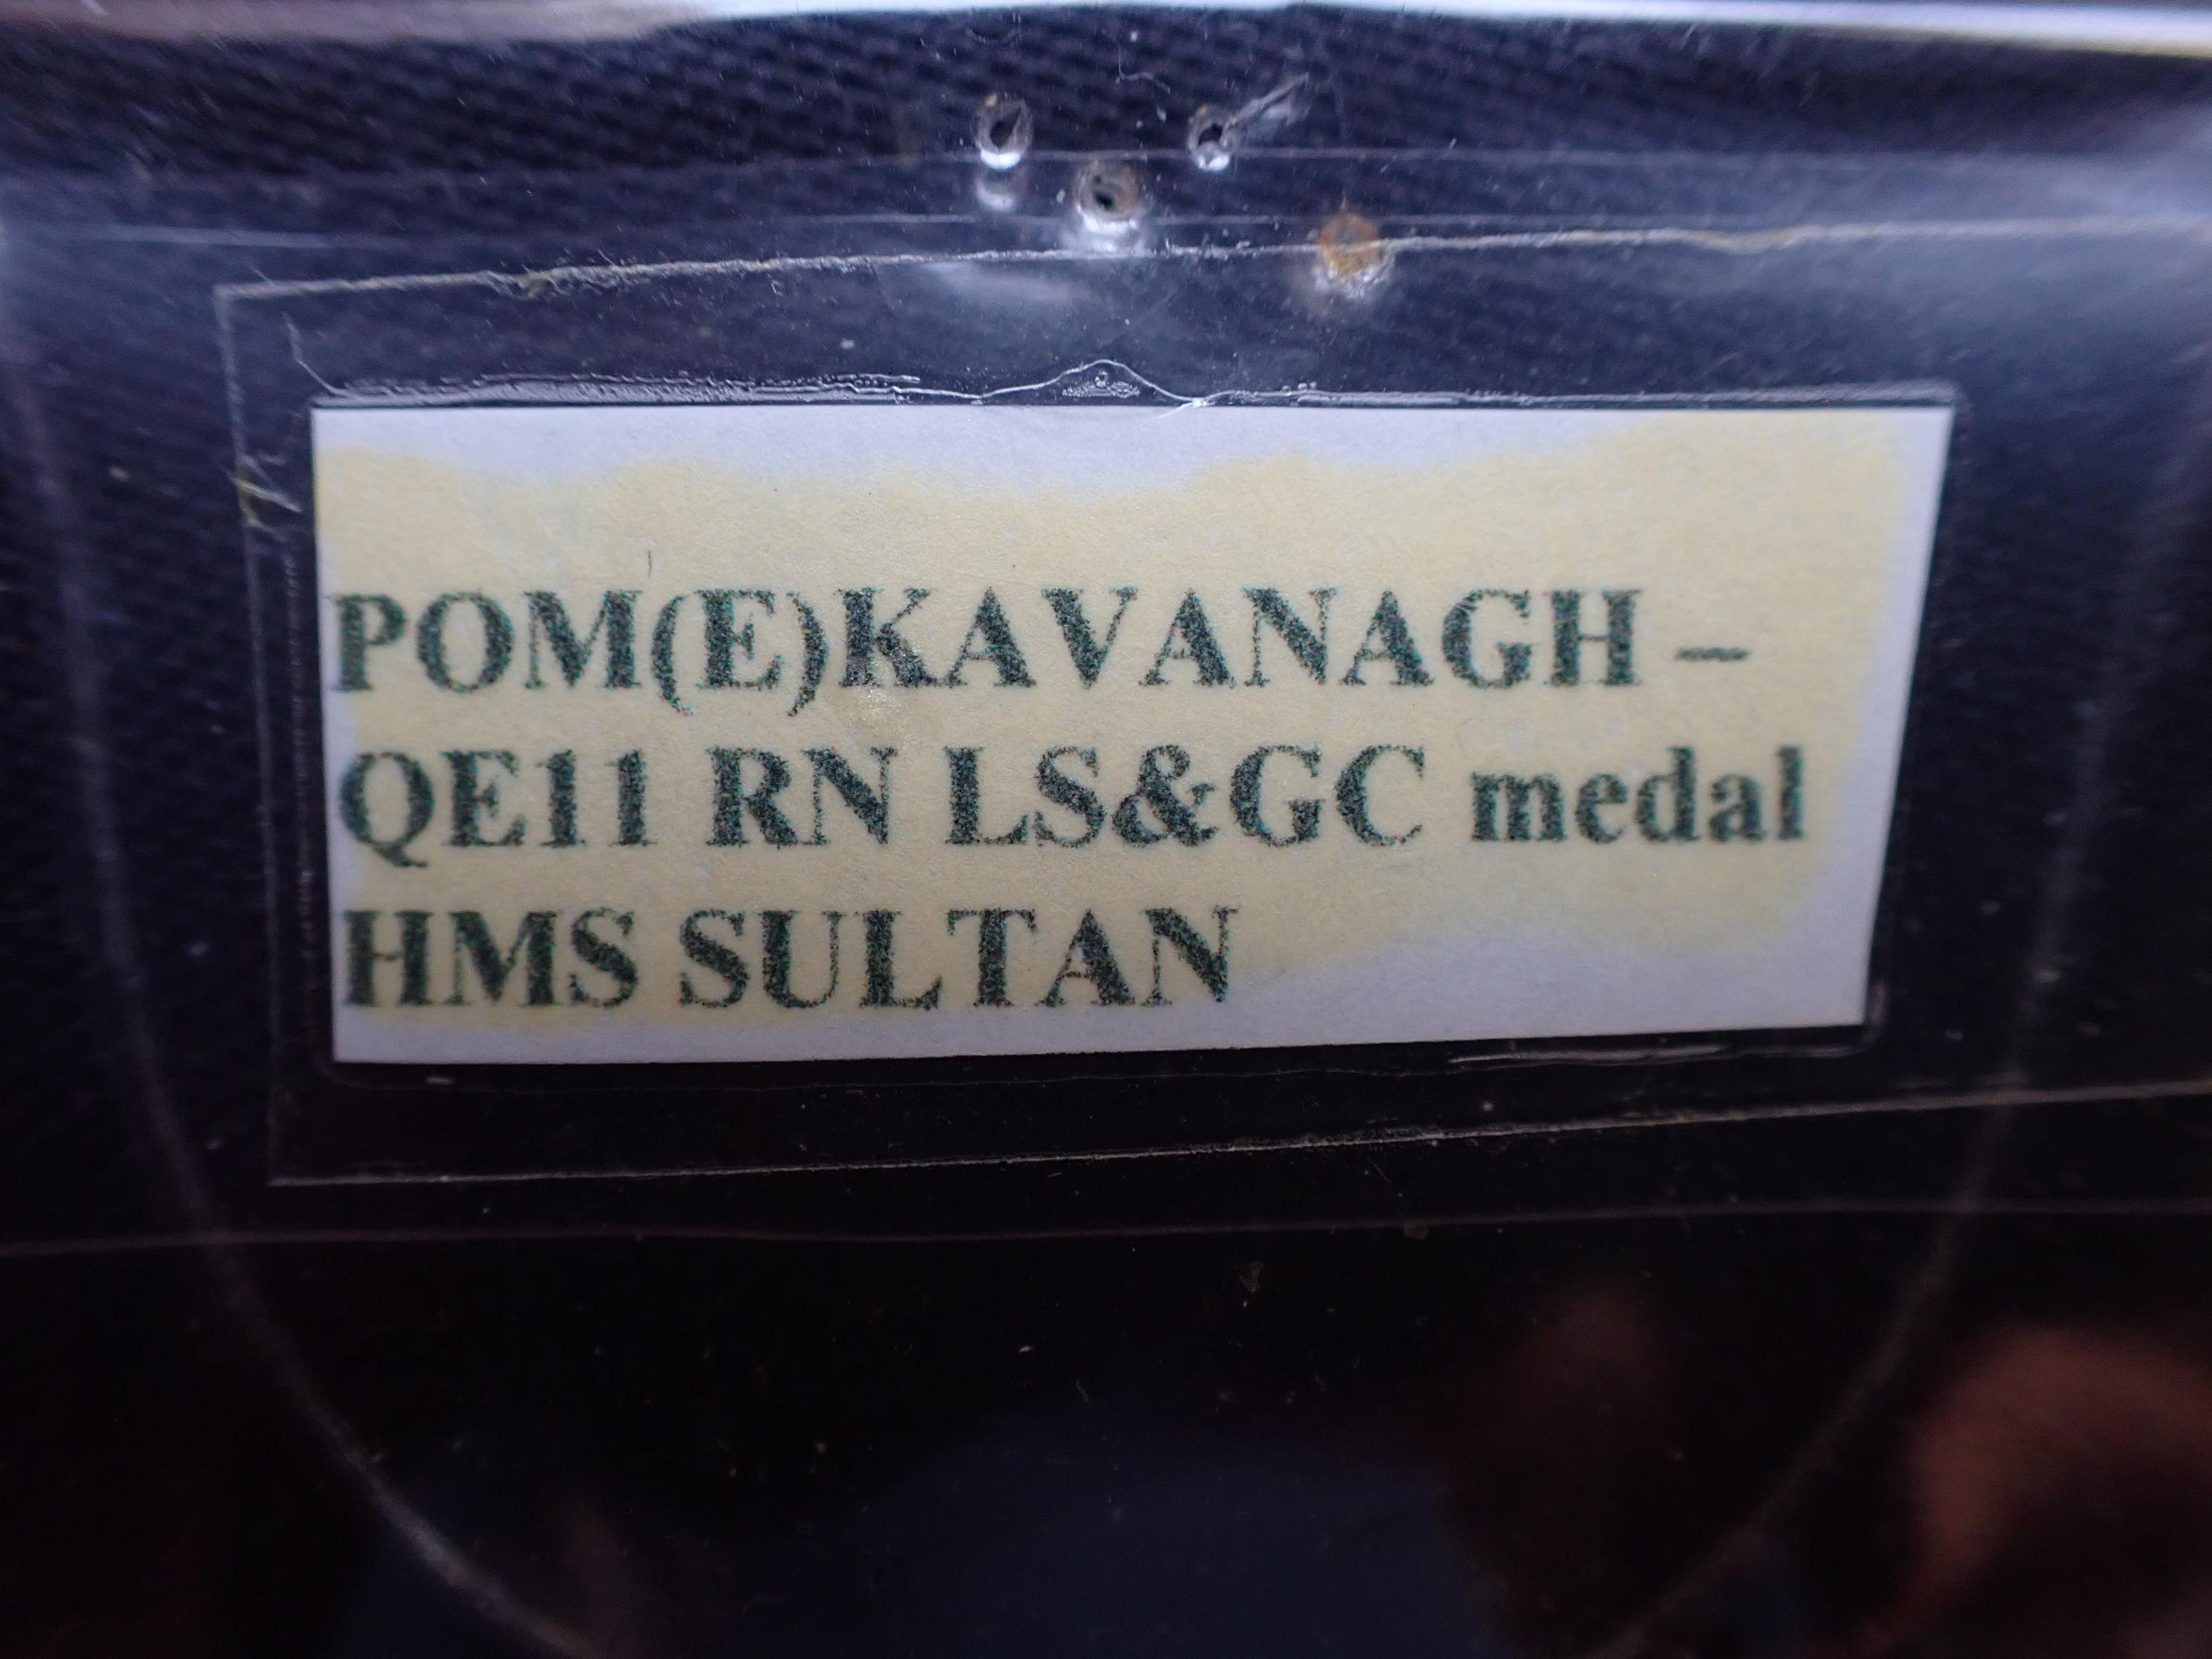 POM(E)KAVANAGH –
QE11 RN LS&GC medal
HMS SULTAN